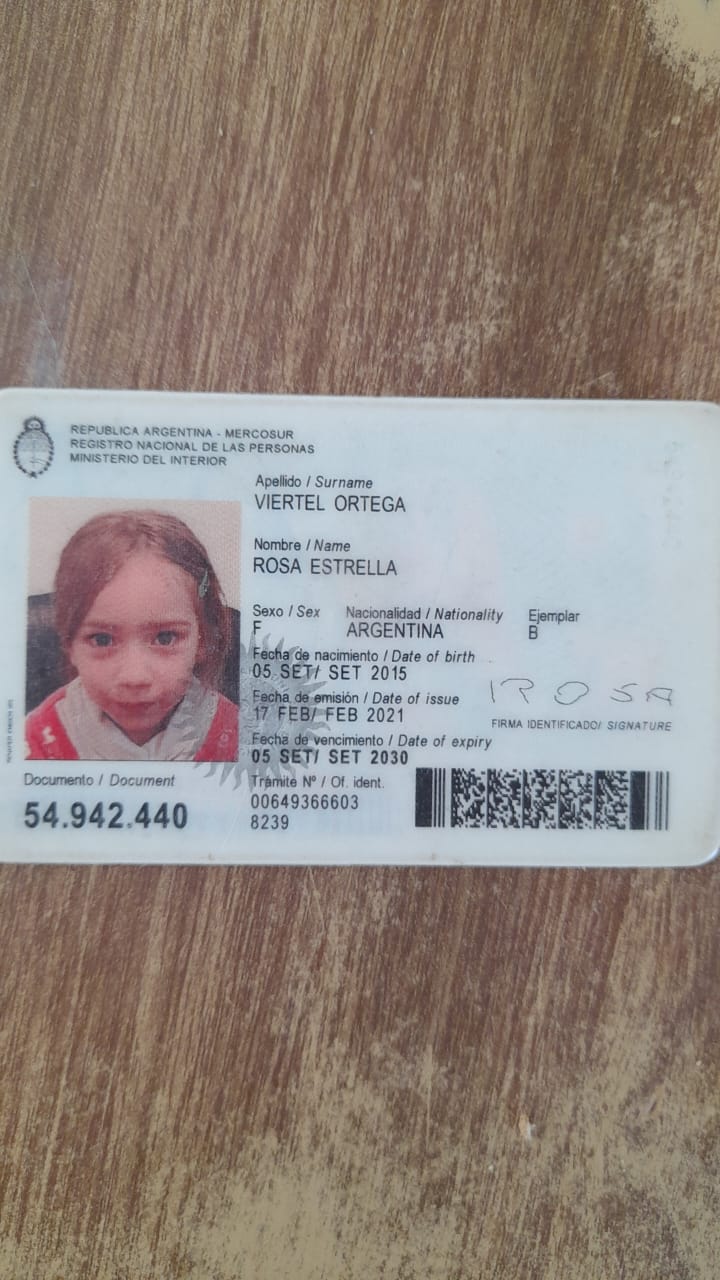 REPUBLICA ARGENTINA - MERCOSUR
REGISTRO NACIONAL DE LAS PERSONAS
MINISTERIO DEL INTERIOR
Apellido / Surname
VIERTEL ORTEGA
Nombre / Name
ROSA ESTRELLA
Sexo / Sex Nacionalidad / Nationality Ejemplar
F ARGENTINA B
Fecha de nacimiento / Date of birth
05 SET/ SET 2015
Fecha de emisión / Date of issue
17 FEB/ FEB 2021
ROSA
FIRMA IDENTIFICADO/ SIGNATURE
Fecha de vencimiento / Date of expiry
05 SET/ SET 2030
Documento / Document
54.942.440
Trámite Nº / Of. ident.
00649366603
8239